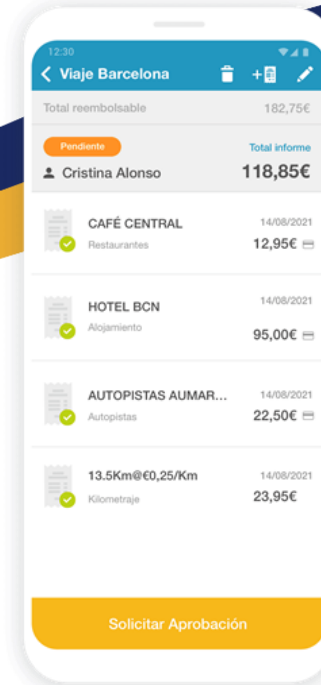 12:30
Viaje Barcelona
Total reembolsable 182,75€
Pendiente Total informe
Cristina Alonso 118,85€
CAFÉ CENTRAL 14/08/2021
Restaurantes 12,95€
HOTEL BCN 14/08/2021
Alojamiento 95,00€
AUTOPISTAS AUMAR... 14/08/2021
Autopistas 22,50€
13.5Km@€0,25/Km 14/08/2021
Kilometraje 23,95€
Solicitar Aprobación